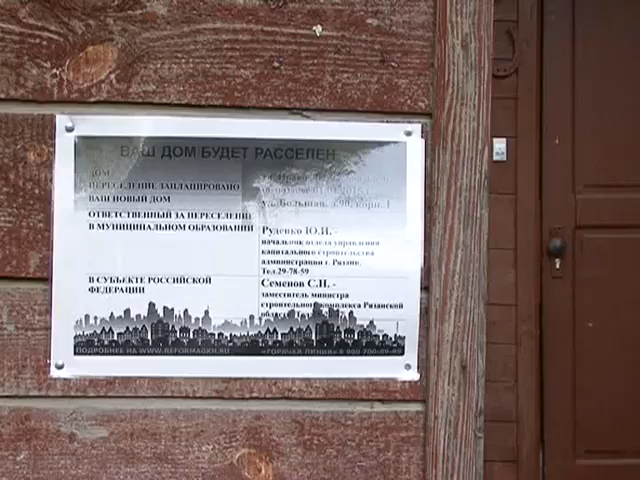 ВАШ ДОМ БУДЕТ РАССЕЛЕН
ДОМ
ПЕРЕСЕЛЕНИЕ ЗАПЛАНИРОВАНО
ВАШ НОВЫЙ ДОМ ул. Большая, д.90, корп. 1
ОТВЕТСТВЕННЫЙ ЗА ПЕРЕСЕЛЕНИЕ
В МУНИЦИПАЛЬНОМ ОБРАЗОВАНИИ
Руденко Ю.И. -
начальник отдела управления
капитального строительства
администрации г. Рязани.
Тел.29-78-59
В СУБЪЕКТЕ РОССИЙСКОЙ
ФЕДЕРАЦИИ
Семенов С.Н. -
заместитель министра
строительного комплекса Рязанской
ПОДРОБНЕЕ НА WWW.REFORMAGKH.RU «ГОРЯЧАЯ ЛИНИЯ» 8 800 700-89-89